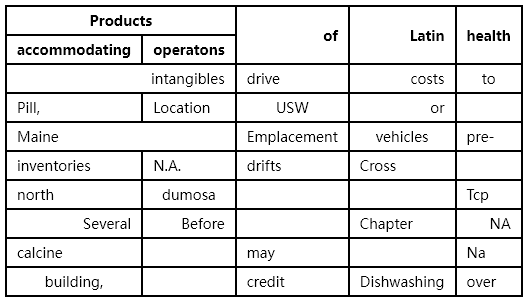 Products of Latin health
accommodating operatons
intangibles drive costs to
Pill, Location USW or
Maine Emplacement vehicles pre-
inventories N.A. drifts Cross
north dumosa Tcp
Several Before Chapter NA
calcine may Na
building, credit Dishwashing over